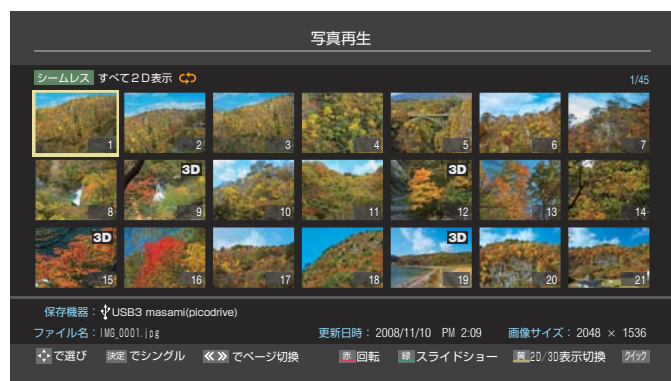 写真再生
シームレス すべて2D表示 1/45
1 2 3 4 5 6 7
3D 3D
8 9 10 11 12 13 14
3D 3D
15 16 17 18 19 20 21
保存機器：USB3 masami(picodrive)
ファイル名：IMG_0001.jpg 更新日時：2008/11/10 PM 2:09 画像サイズ：2048 × 1536
で選び 決定 でシングル ≪≫ でページ切換 赤 回転 緑 スライドショー 黄 2D/3D表示切換 クイック